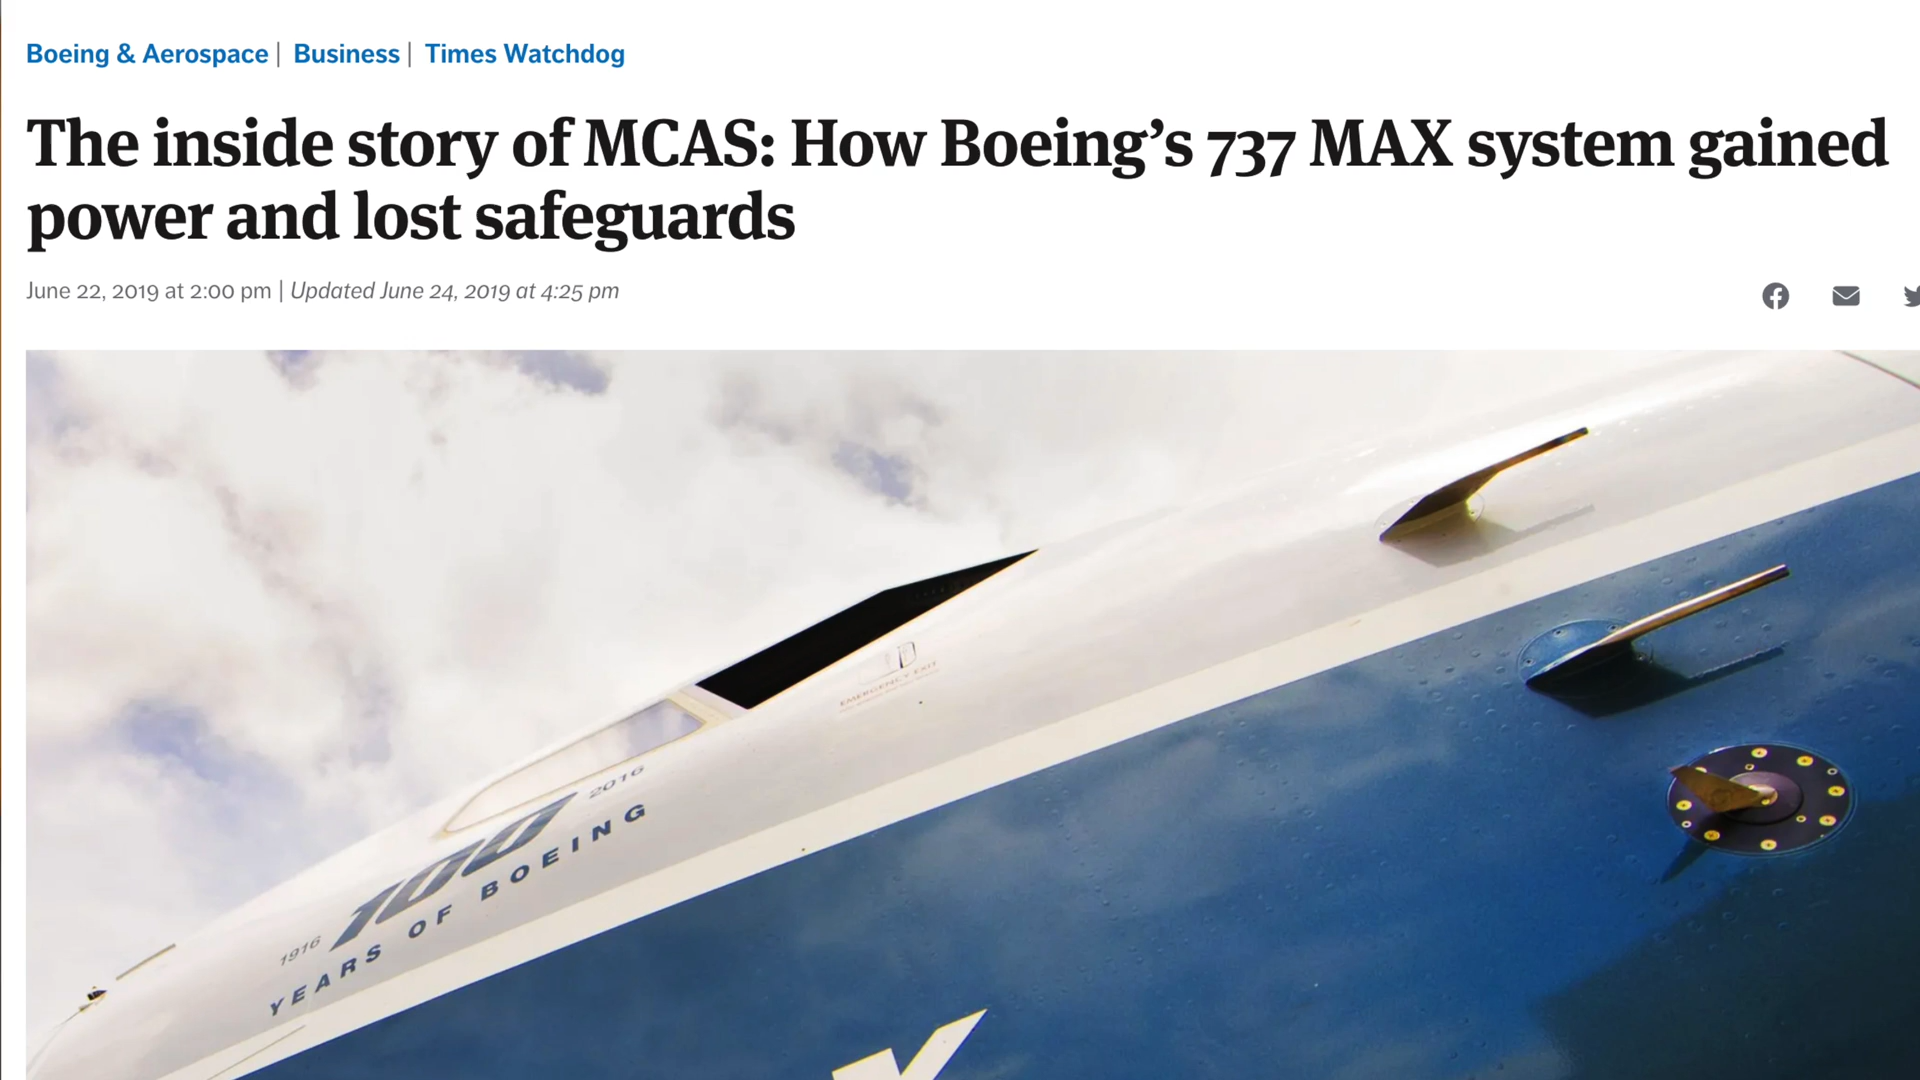 Boeing & Aerospace | Business | Times Watchdog
The inside story of MCAS: How Boeing’s 737 MAX system gained
power and lost safeguards
June 22, 2019 at 2:00 pm | Updated June 24, 2019 at 4:25 pm
EMERGENCY EXIT
1916 100 2016
YEARS OF BOEING